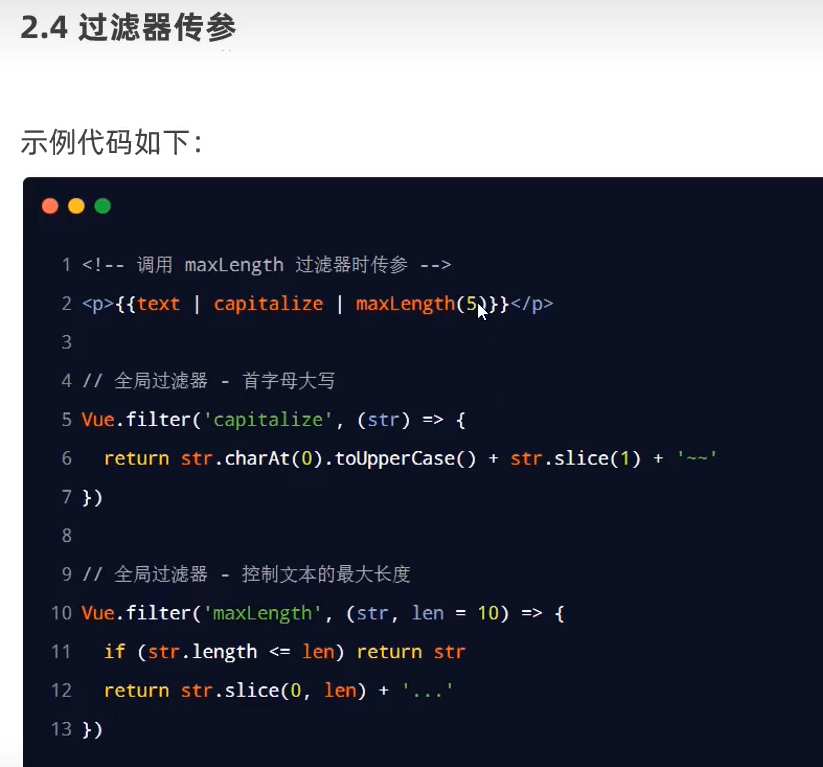 2.4 过滤器传参
示例代码如下：
1 <!-- 调用 maxLength 过滤器时传参 -->
2 <p>{{text | capitalize | maxLength(5)}}</p>
3
4 // 全局过滤器 - 首字母大写
5 Vue.filter('capitalize', (str) => {
6   return str.charAt(0).toUpperCase() + str.slice(1) + '~~'
7 })
8
9 // 全局过滤器 - 控制文本的最大长度
10 Vue.filter('maxLength', (str, len = 10) => {
11   if (str.length <= len) return str
12   return str.slice(0, len) + '...'
13 })